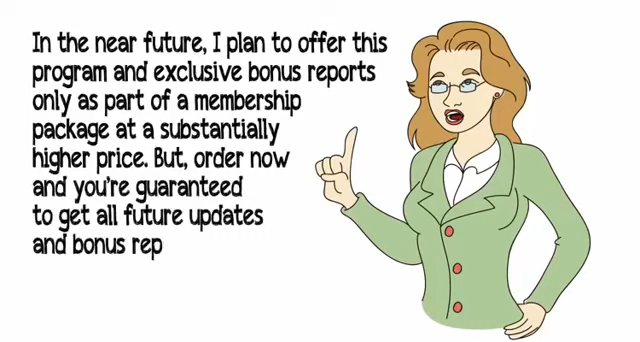 In the near future, I plan to offer this
program and exclusive bonus reports
only as part of a membership
package at a substantially
higher price. But, order now
and you're guaranteed
to get all future updates
and bonus rep